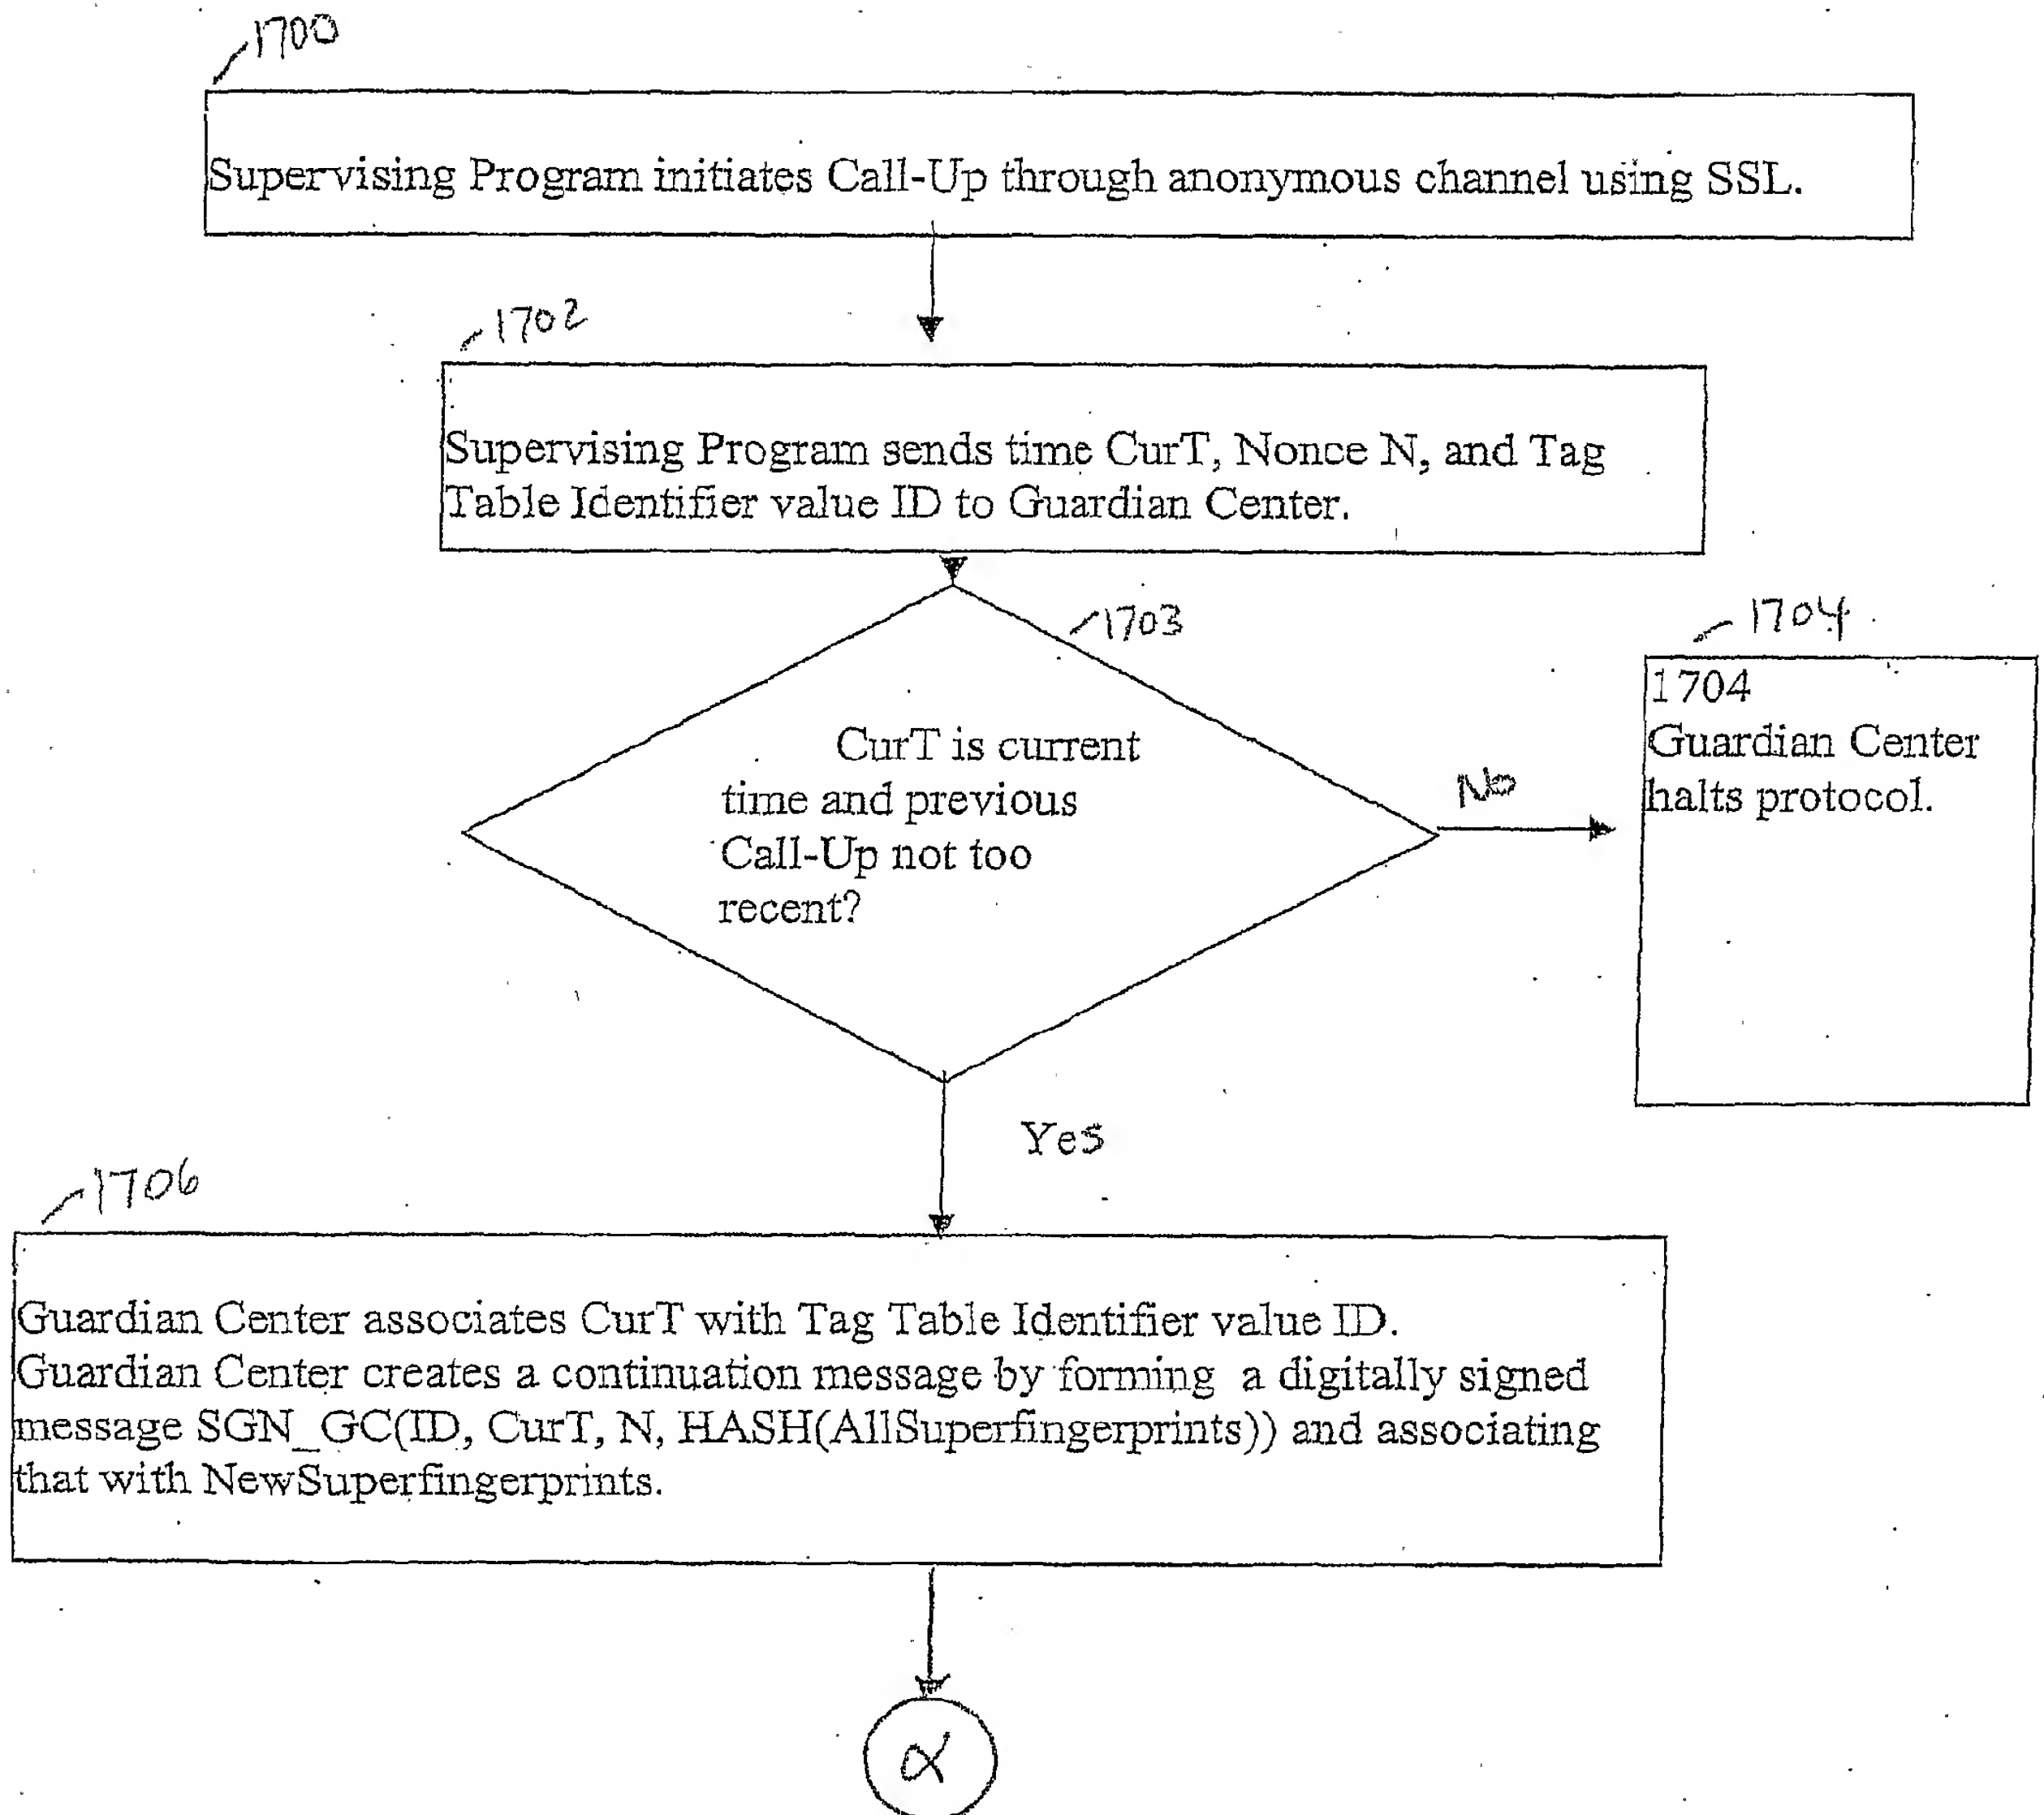 1700
Supervising Program initiates Call-Up through anonymous channel using SSL.
1702
Supervising Program sends time CurT, Nonce N, and Tag
Table Identifier value ID to Guardian Center.
1703
CurT is current
time and previous
Call-Up not too
recent?
No
1704
1704
Guardian Center
halts protocol.
Yes
1706
Guardian Center associates CurT with Tag Table Identifier value ID.
Guardian Center creates a continuation message by forming a digitally signed
message SGN_GC(ID, CurT, N, HASH(AllSuperfingerprints)) and associating
that with NewSuperfingerprints.
α